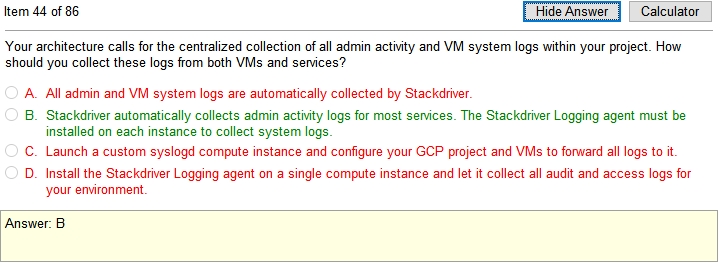 Item 44 of 86
Hide Answer
Calculator
Your architecture calls for the centralized collection of all admin activity and VM system logs within your project. How
should you collect these logs from both VMs and services?
A. All admin and VM system logs are automatically collected by Stackdriver.
B. Stackdriver automatically collects admin activity logs for most services. The Stackdriver Logging agent must be
installed on each instance to collect system logs.
C. Launch a custom syslogd compute instance and configure your GCP project and VMs to forward all logs to it.
D. Install the Stackdriver Logging agent on a single compute instance and let it collect all audit and access logs for
your environment.
Answer: B